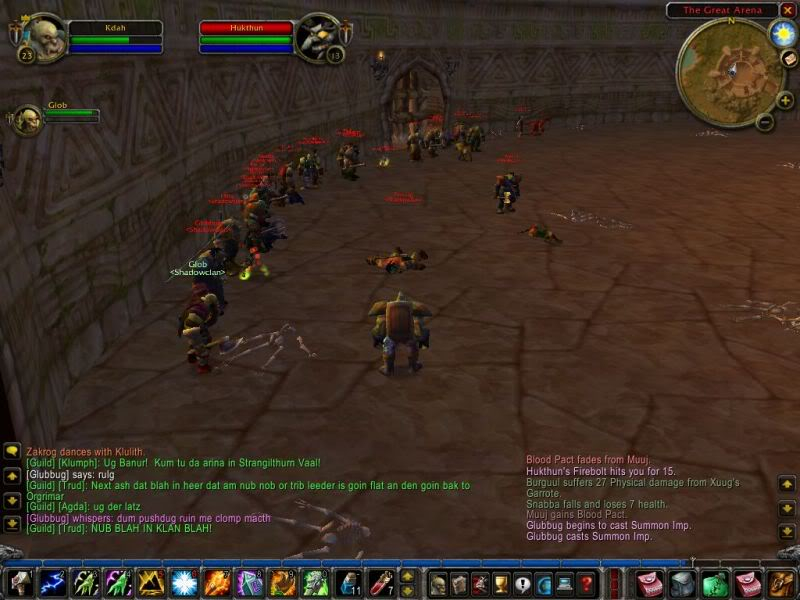 Kdah
23
Hukthun
13
The Great Arena
N
Glob
Glob
<Shadowclan>
Zakrog dances with Klulith.
[Guild] [Klumph]: Ug Banur! Kum tu da arina in Strangilthurn Vaal!
[Glubbug] says: rulg
[Guild] [Trud]: Next ash dat blah in heer dat am nub nob or trib leeder is goin flat an den goin bak to
Orgrimar
[Guild] [Agda]: ug der latz
[Glubbug] whispers: dum pushdug ruin me clomp macth
[Guild] [Trud]: NUB BLAH IN KLAN BLAH!
Blood Pact fades from Muuj.
Hukthun's Firebolt hits you for 15.
Burguul suffers 27 Physical damage from Xuug's
Garrote.
Snabba falls and loses 7 health.
Muuj gains Blood Pact.
Glubbug begins to cast Summon Imp.
Glubbug casts Summon Imp.
11
7